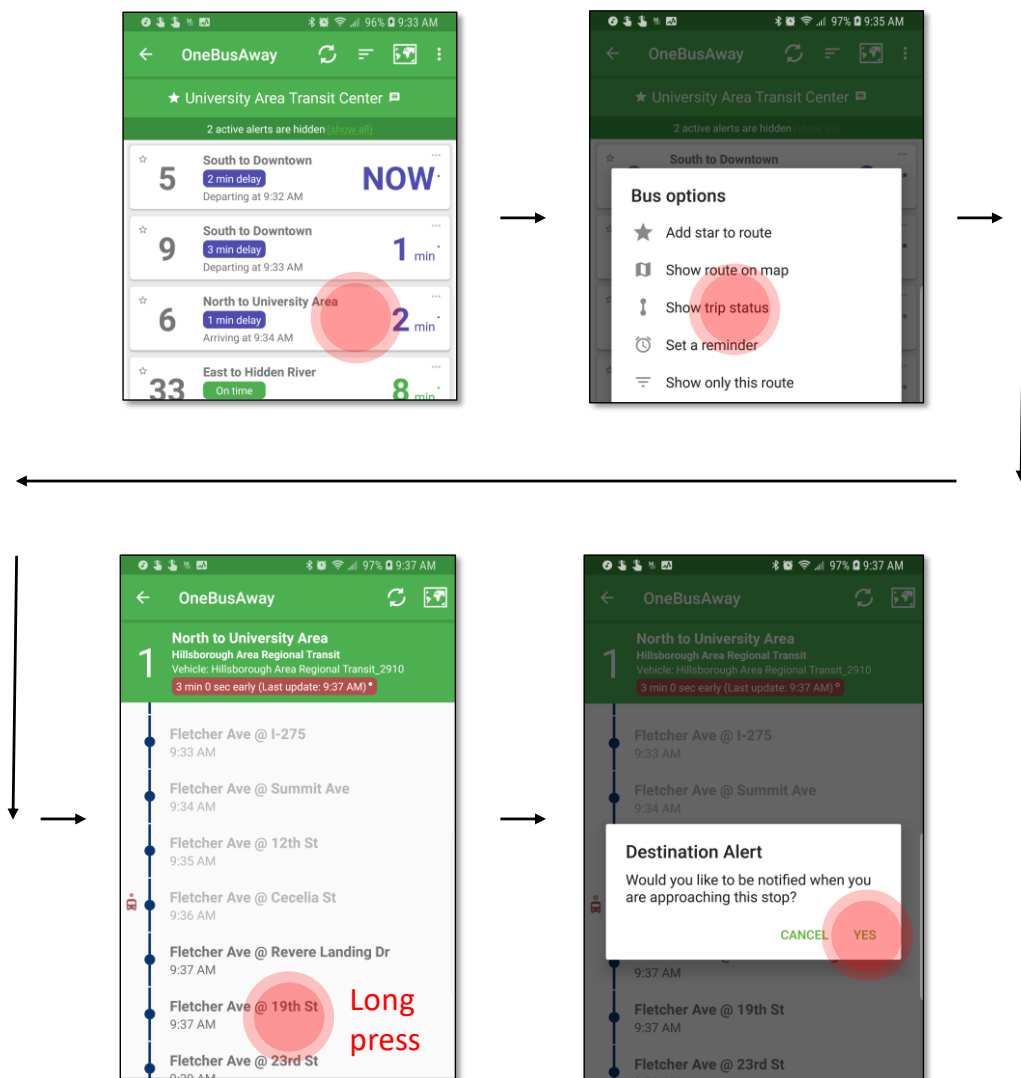 96% 9:33 AM
OneBusAway
University Area Transit Center
2 active alerts are hidden (show all)
5
South to Downtown
2 min delay
Departing at 9:32 AM
NOW
9
South to Downtown
3 min delay
Departing at 9:33 AM
1 min
6
North to University Area
1 min delay
Arriving at 9:34 AM
2 min
33
East to Hidden River
On time
8 min
97% 9:35 AM
OneBusAway
University Area Transit Center
2 active alerts are hidden (show all)
South to Downtown
Bus options
Add star to route
Show route on map
Show trip status
Set a reminder
Show only this route
97% 9:37 AM
OneBusAway
1
North to University Area
Hillsborough Area Regional Transit
Vehicle: Hillsborough Area Regional Transit_2910
3 min 0 sec early (Last update: 9:37 AM)
Fletcher Ave @ I-275
9:33 AM
Fletcher Ave @ Summit Ave
9:34 AM
Fletcher Ave @ 12th St
9:35 AM
Fletcher Ave @ Cecelia St
9:36 AM
Fletcher Ave @ Revere Landing Dr
9:37 AM
Fletcher Ave @ 19th St
9:37 AM
Long
press
Fletcher Ave @ 23rd St
97% 9:37 AM
OneBusAway
1
North to University Area
Hillsborough Area Regional Transit
Vehicle: Hillsborough Area Regional Transit_2910
3 min 0 sec early (Last update: 9:37 AM)
Fletcher Ave @ I-275
9:33 AM
Fletcher Ave @ Summit Ave
9:34 AM
Destination Alert
Would you like to be notified when you
are approaching this stop?
CANCEL YES
9:37 AM
Fletcher Ave @ 19th St
9:37 AM
Fletcher Ave @ 23rd St